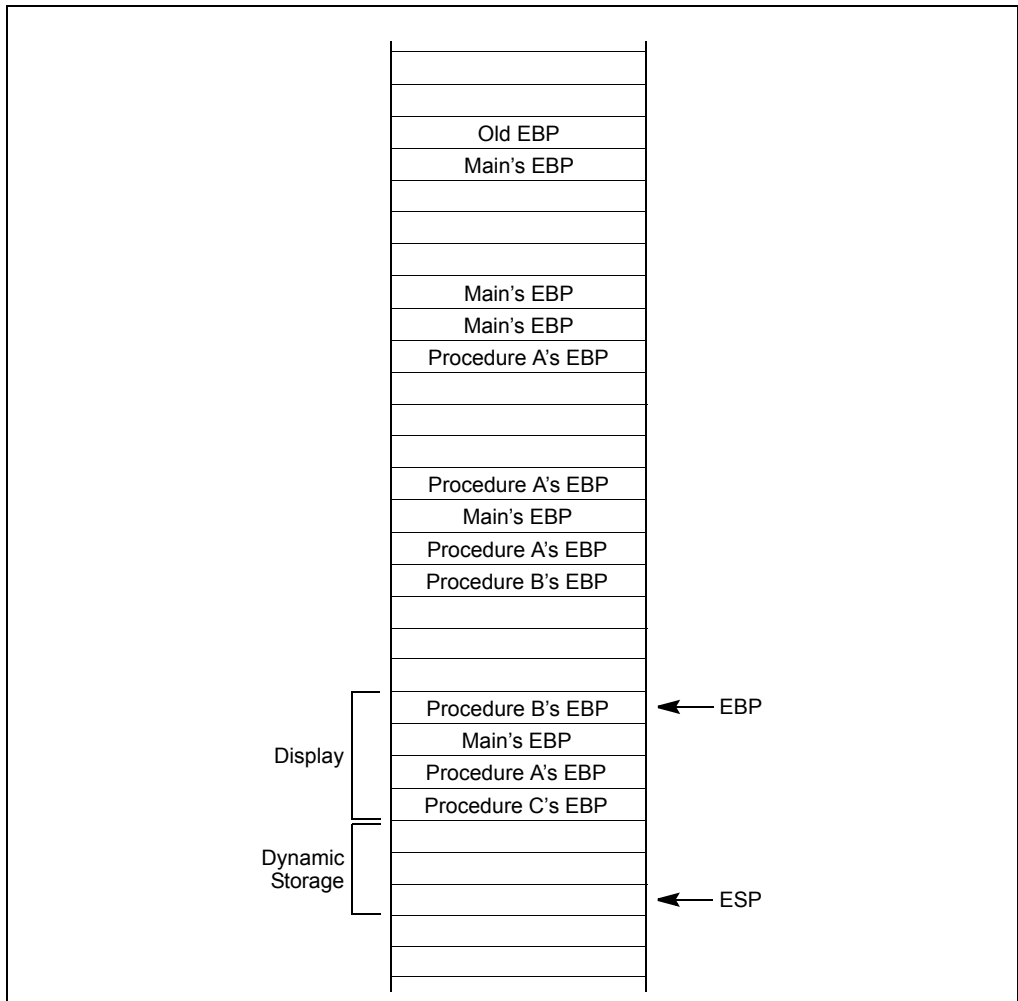 Old EBP
Main’s EBP
Main’s EBP
Main’s EBP
Procedure A’s EBP
Procedure A’s EBP
Main’s EBP
Procedure A’s EBP
Procedure B’s EBP
Procedure B’s EBP
EBP
Main’s EBP
Display
Procedure A’s EBP
Procedure C’s EBP
Dynamic
Storage
ESP